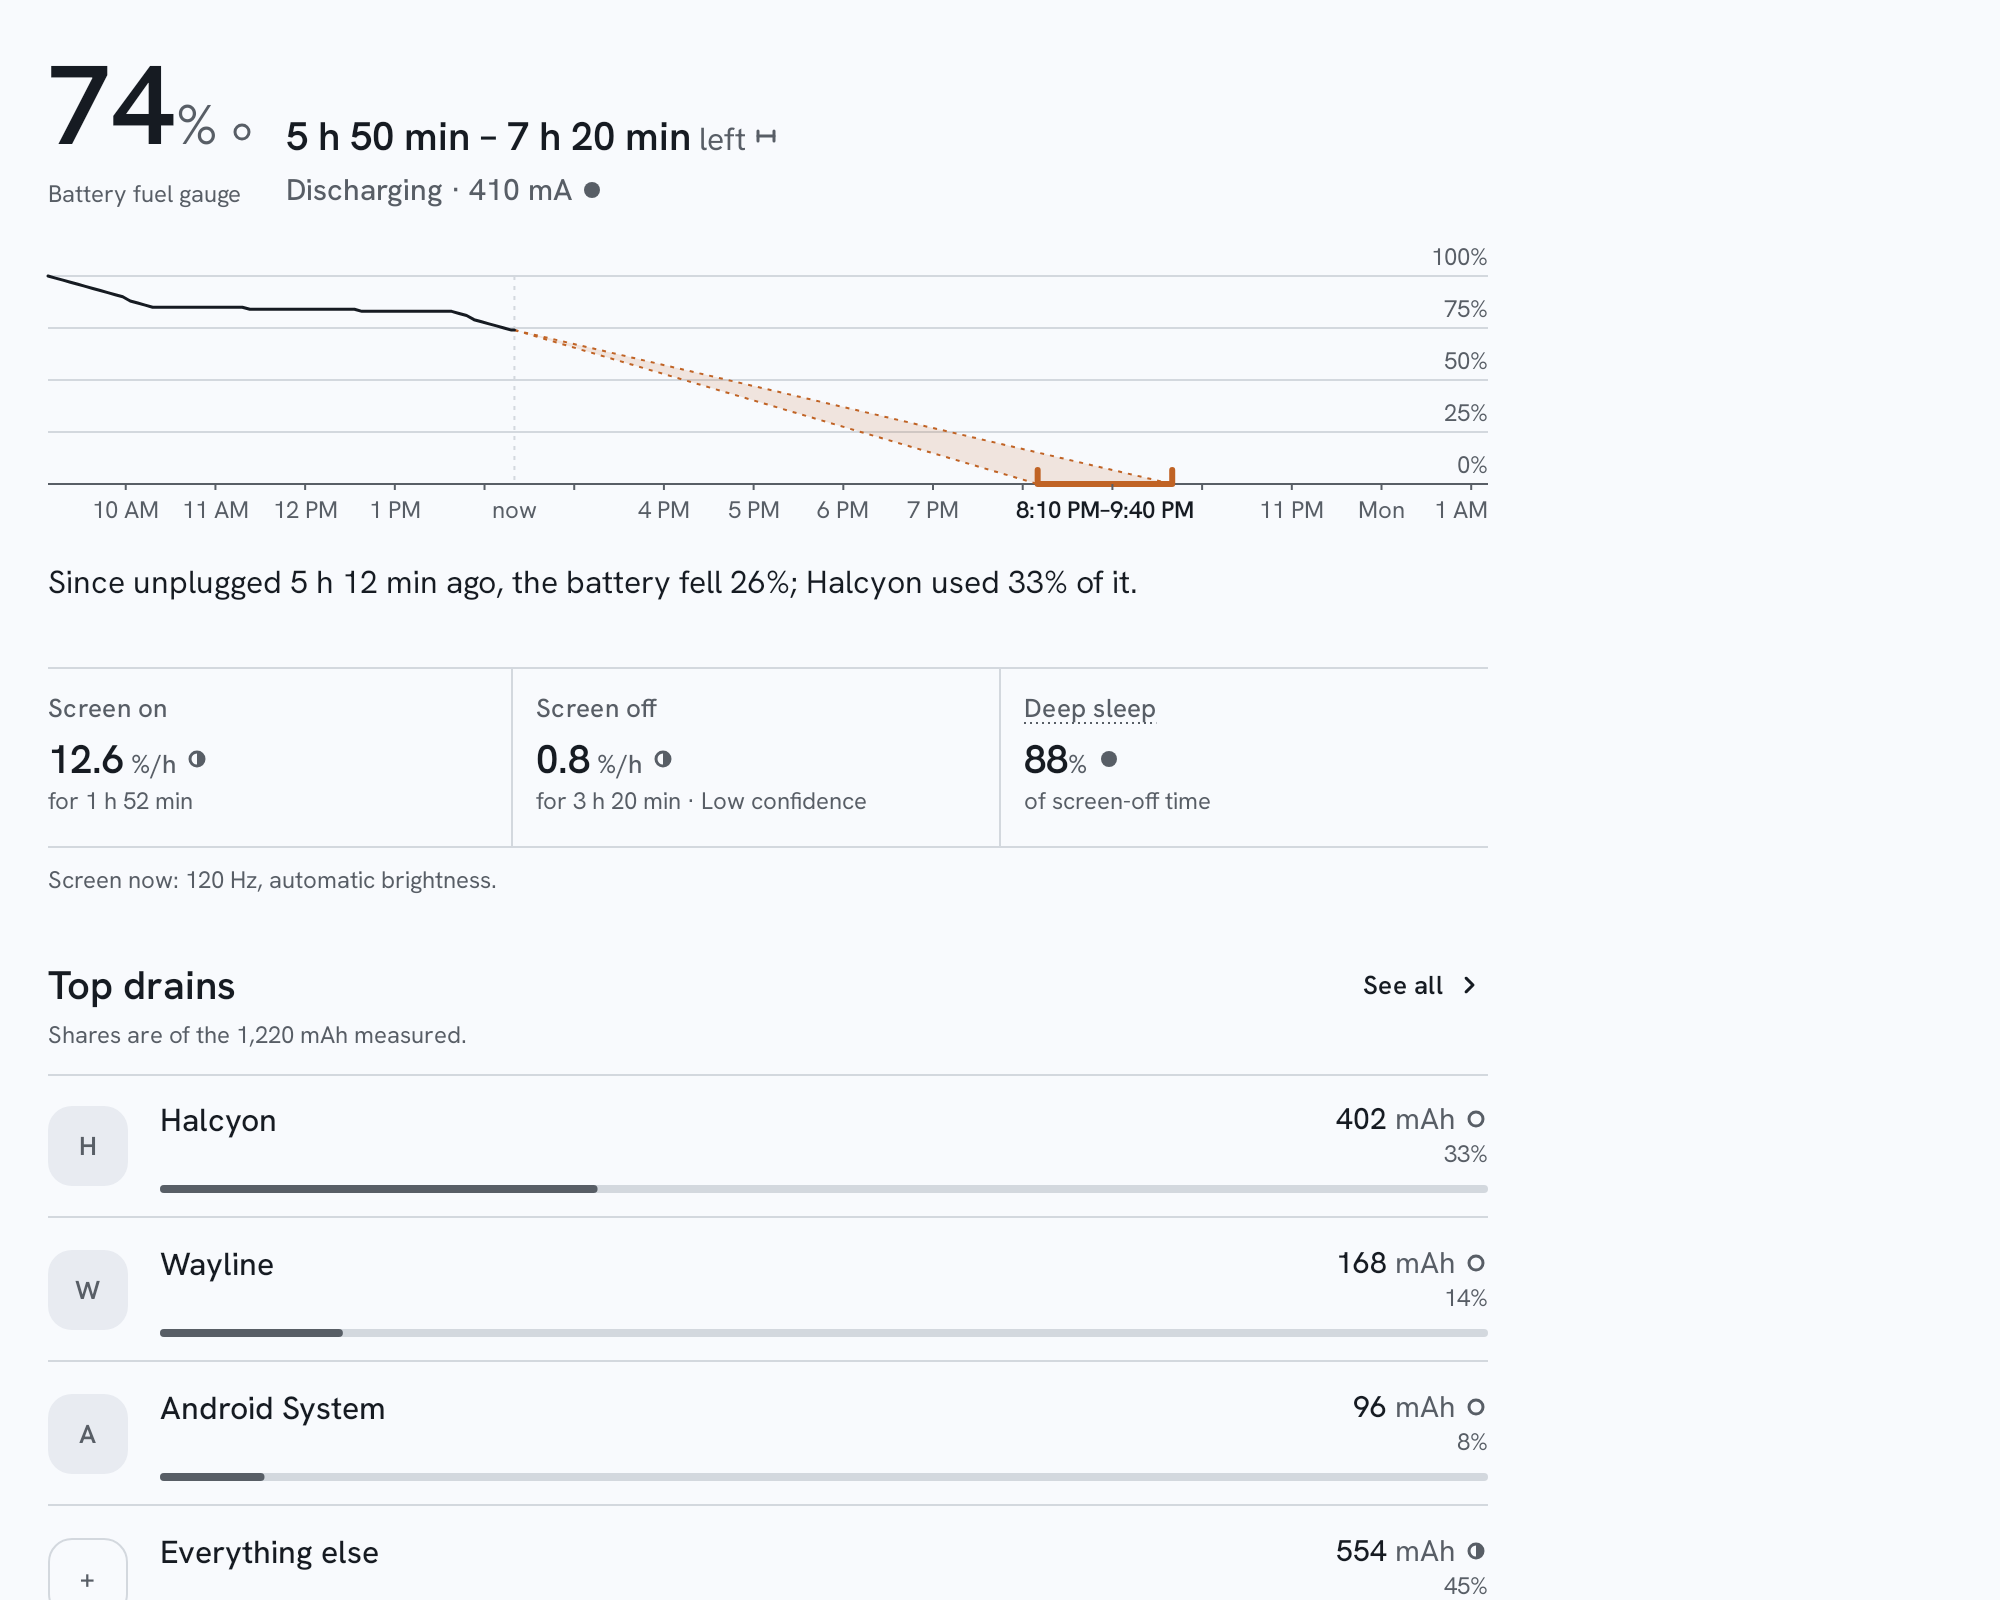 74%
5 h 50 min – 7 h 20 min left
Battery fuel gauge
Discharging · 410 mA
100%
75%
50%
25%
0%
10 AM 11 AM 12 PM 1 PM now 4 PM 5 PM 6 PM 7 PM 8:10 PM–9:40 PM 11 PM Mon 1 AM
Since unplugged 5 h 12 min ago, the battery fell 26%; Halcyon used 33% of it.
Screen on
12.6 %/h
for 1 h 52 min
Screen off
0.8 %/h
for 3 h 20 min · Low confidence
Deep sleep
88%
of screen-off time
Screen now: 120 Hz, automatic brightness.
Top drains
See all
Shares are of the 1,220 mAh measured.
H
Halcyon
402 mAh
33%
W
Wayline
168 mAh
14%
A
Android System
96 mAh
8%
+
Everything else
554 mAh
45%